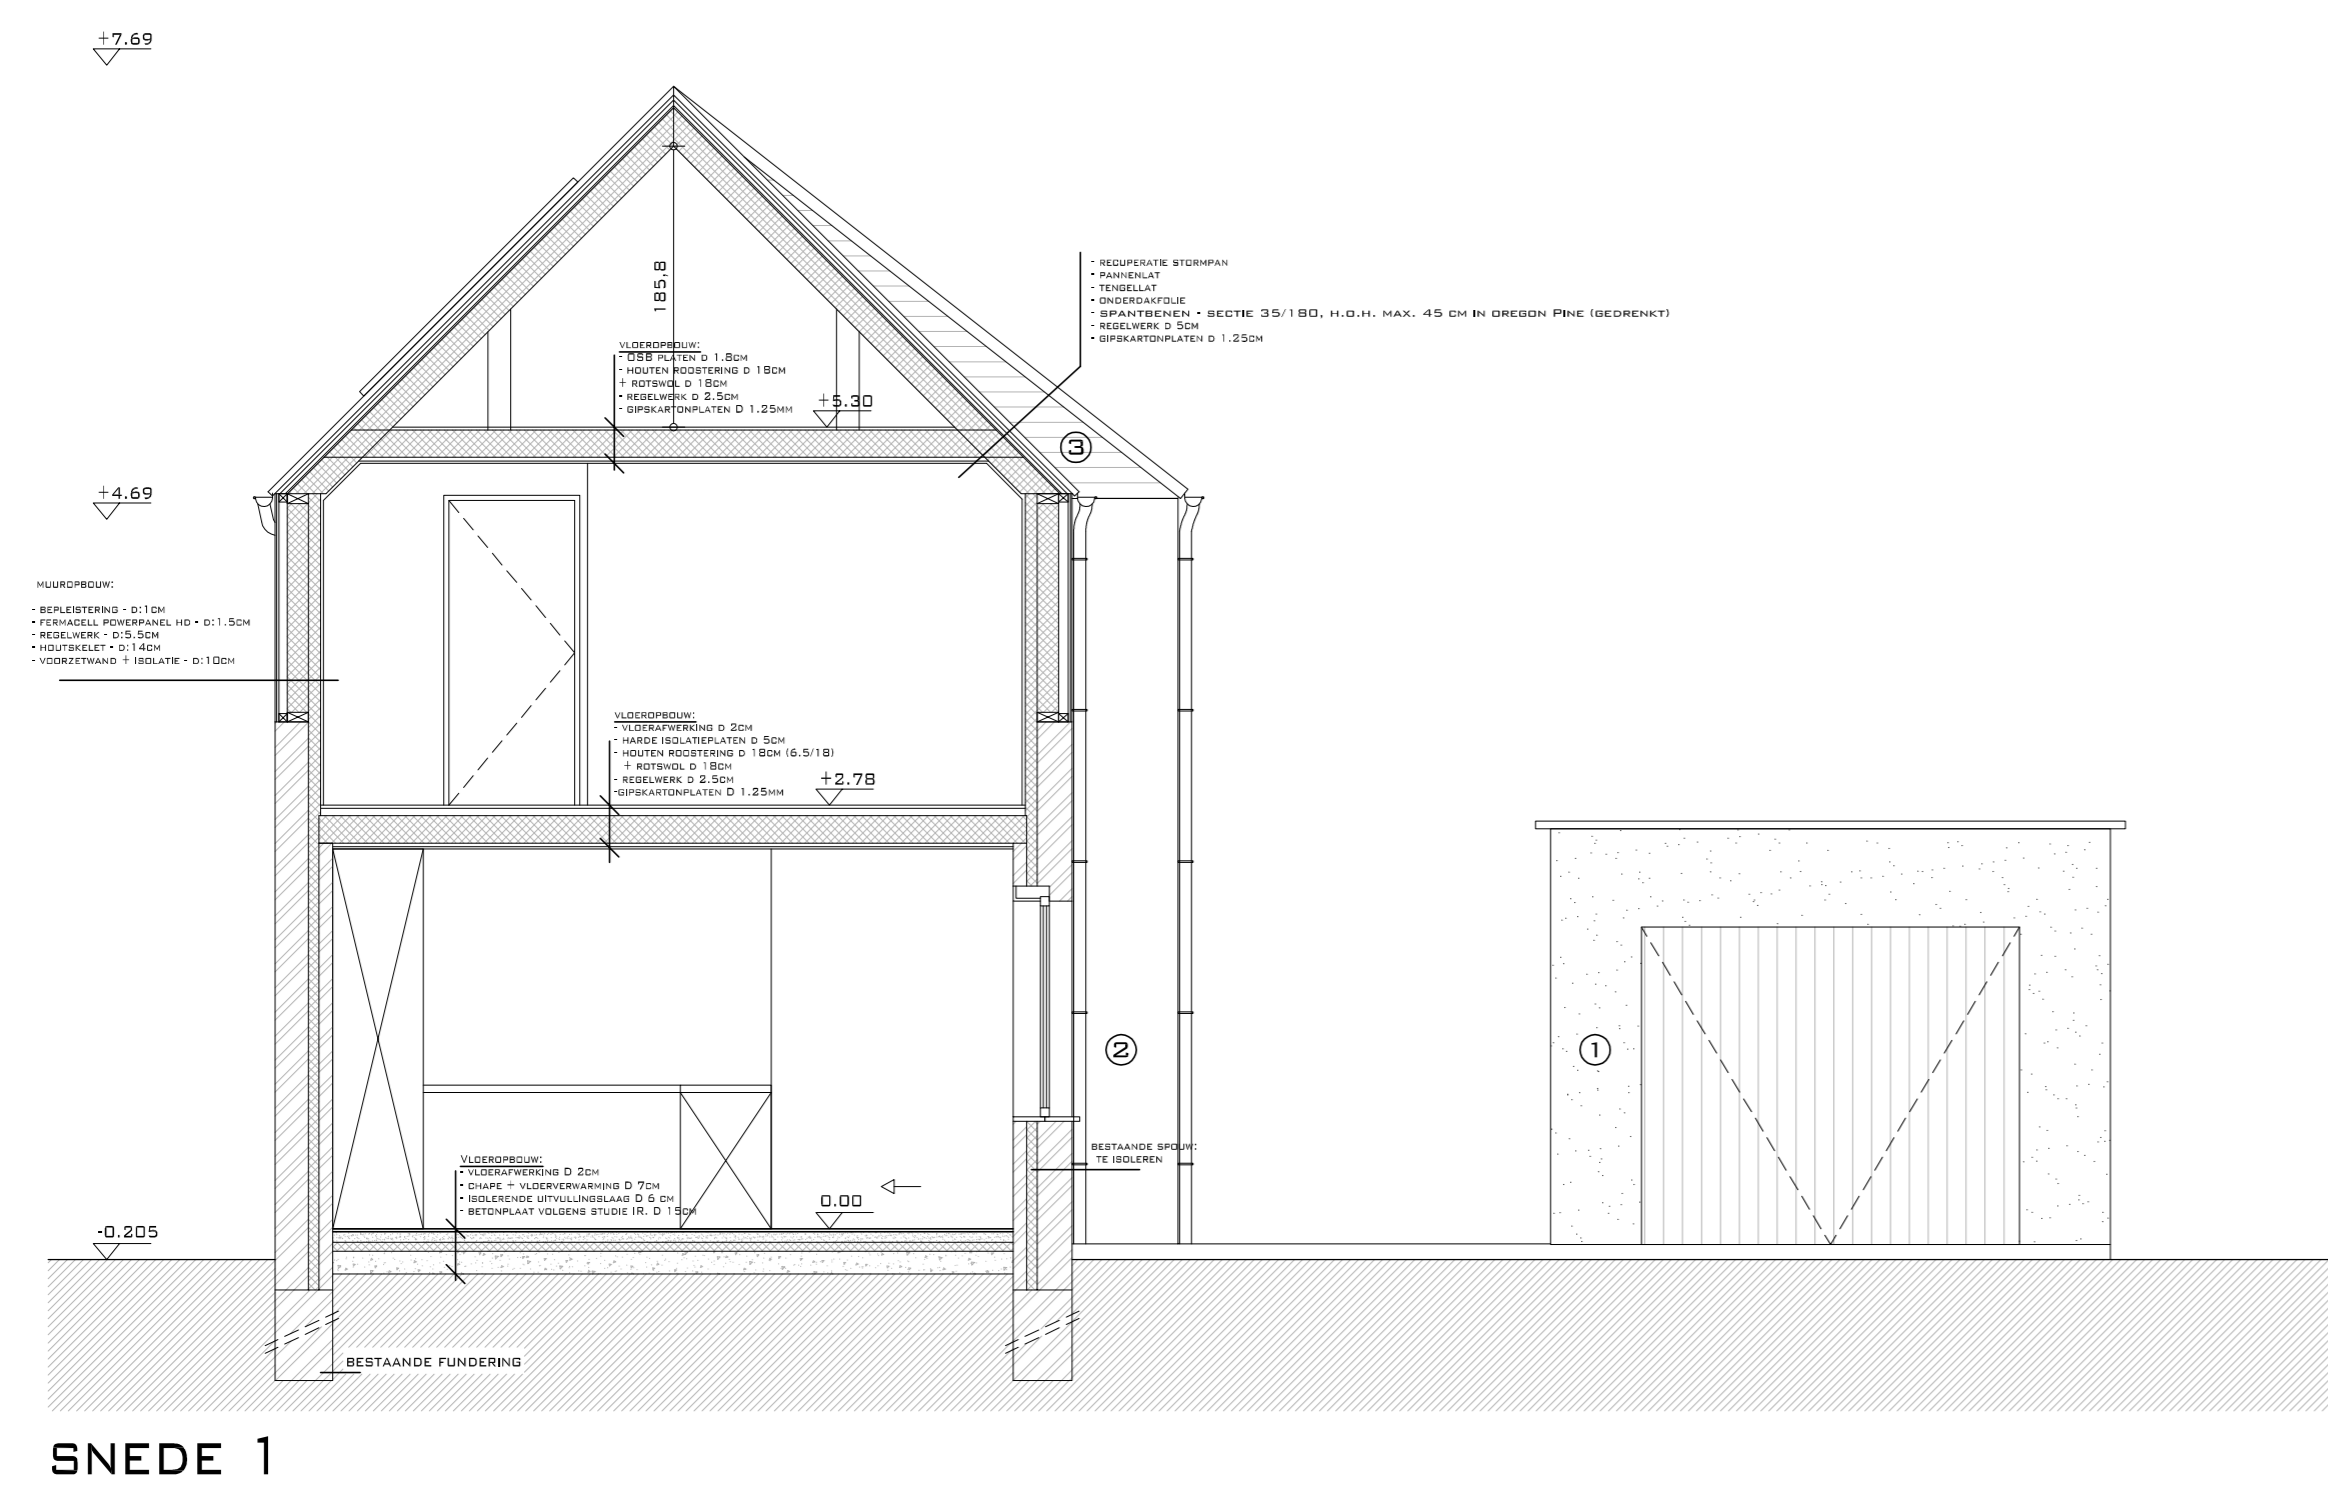 +7.69
- RECUPERATIE STORMPAN
- PANNENLAT
- TENGELLAT
- ONDERDAKFOLIE
- SPANTBENEN - SECTIE 35/180, H.O.H. MAX. 45 CM IN OREGON PINE (GEDRENKT)
- REGELWERK D 5CM
- GIPSKARTONPLATEN D 1.25CM
185,8
VLOEROPBOUW:
- OSB PLATEN D 1.8CM
- HOUTEN ROOSTERING D 18CM
+ ROTSWOL D 18CM
- REGELWERK D 2.5CM
- GIPSKARTONPLATEN D 1.25MM
+5.30
3
+4.69
MUUROPBOUW:
- BEPLEISTERING - D:1CM
- FERMACELL POWERPANEL HD - D:1.5CM
- REGELWERK - D:5.5CM
- HOUTSKELET - D:14CM
- VOORZETWAND + ISOLATIE - D:10CM
VLOEROPBOUW:
- VLOERAFWERKING D 2CM
- HARDE ISOLATIEPLATEN D 5CM
- HOUTEN ROOSTERING D 18CM (6.5/18)
+ ROTSWOL D 18CM
- REGELWERK D 2.5CM
-GIPSKARTONPLATEN D 1.25MM
+2.78
2
1
BESTAANDE SPOUW:
TE ISOLEREN
VLOEROPBOUW:
- VLOERAFWERKING D 2CM
- CHAPE + VLOERVERWARMING D 7CM
- ISOLERENDE UITVULLINGSLAAG D 6 CM
- BETONPLAAT VOLGENS STUDIE IR. D 15CM
0.00
-0.205
BESTAANDE FUNDERING
SNEDE 1